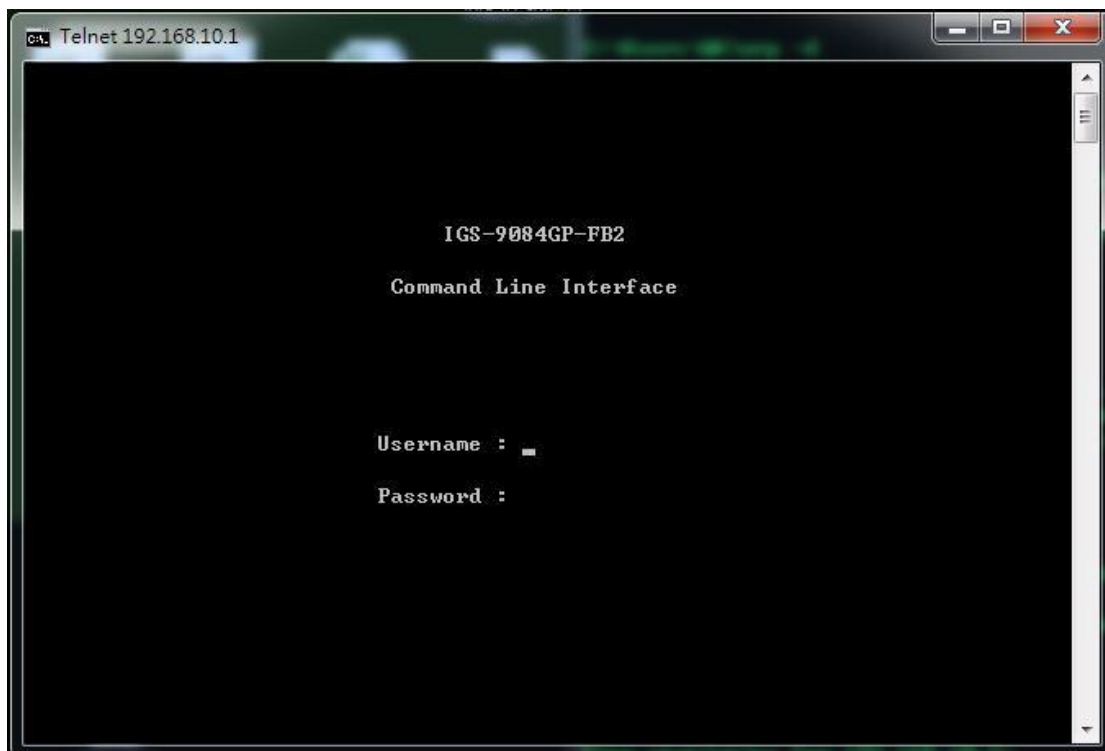 Telnet 192.168.10.1
IGS-9084GP-FB2
Command Line Interface
Username :
Password :